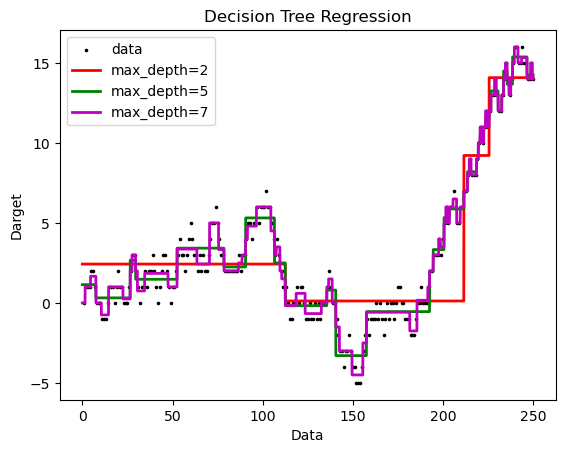 Decision Tree Regression
data
max_depth=2
max_depth=5
max_depth=7
Darget
15
10
5
0
−5
0
50
100
150
200
250
Data